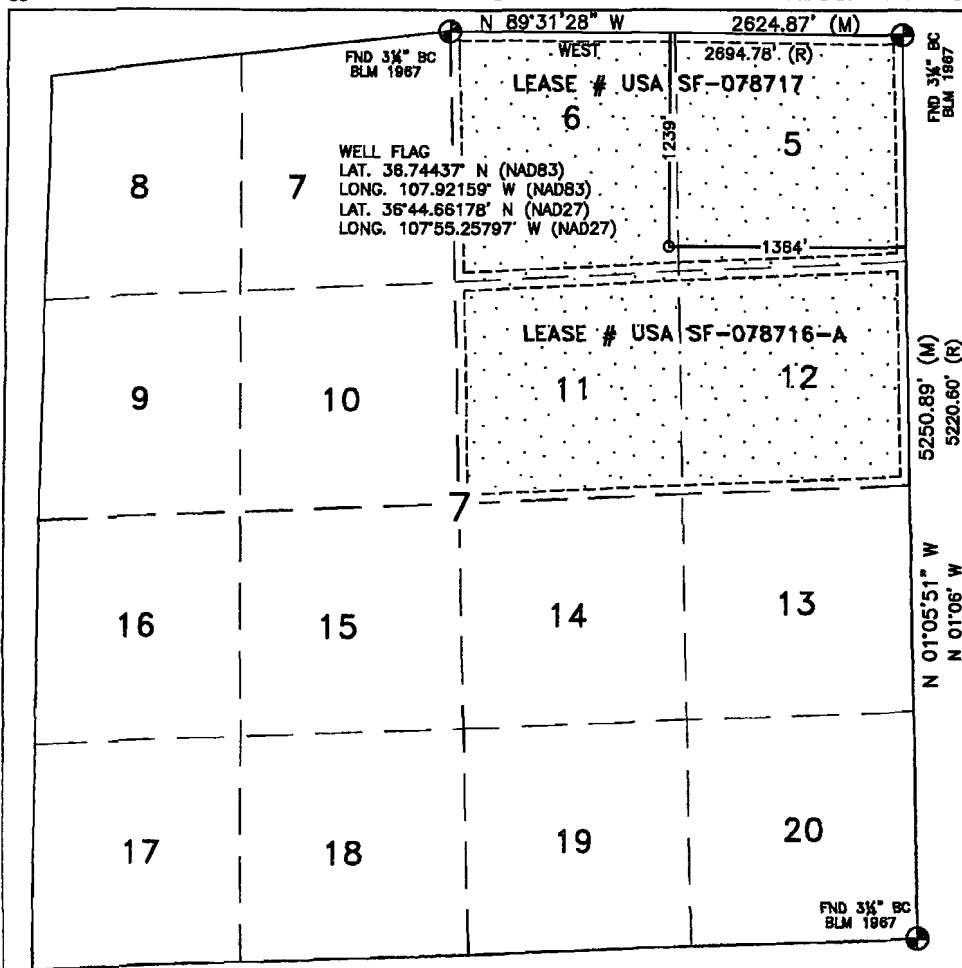 N 89°31'28" W 2624.87' (M)
WEST 2694.78' (R)
FND 3¼" BC
BLM 1967
FND 3¼" BC
BLM 1967
LEASE # USA SF-078717
6
5
1239'
WELL FLAG
LAT. 36.74437° N (NAD83)
LONG. 107.92159° W (NAD83)
LAT. 36°44.66178' N (NAD27)
LONG. 107°55.25797' W (NAD27)
8
7
1364'
LEASE # USA SF-078716-A
9
10
11
12
5250.89' (M)
5220.60' (R)
7
16
15
14
13
N 01°05'51" W
N 01°06' W
17
18
19
20
FND 3¼" BC
BLM 1967